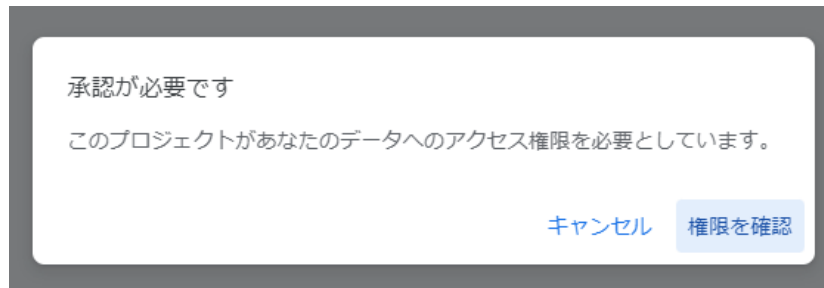 承認が必要です
このプロジェクトがあなたのデータへのアクセス権限を必要としています。
キャンセル 権限を確認